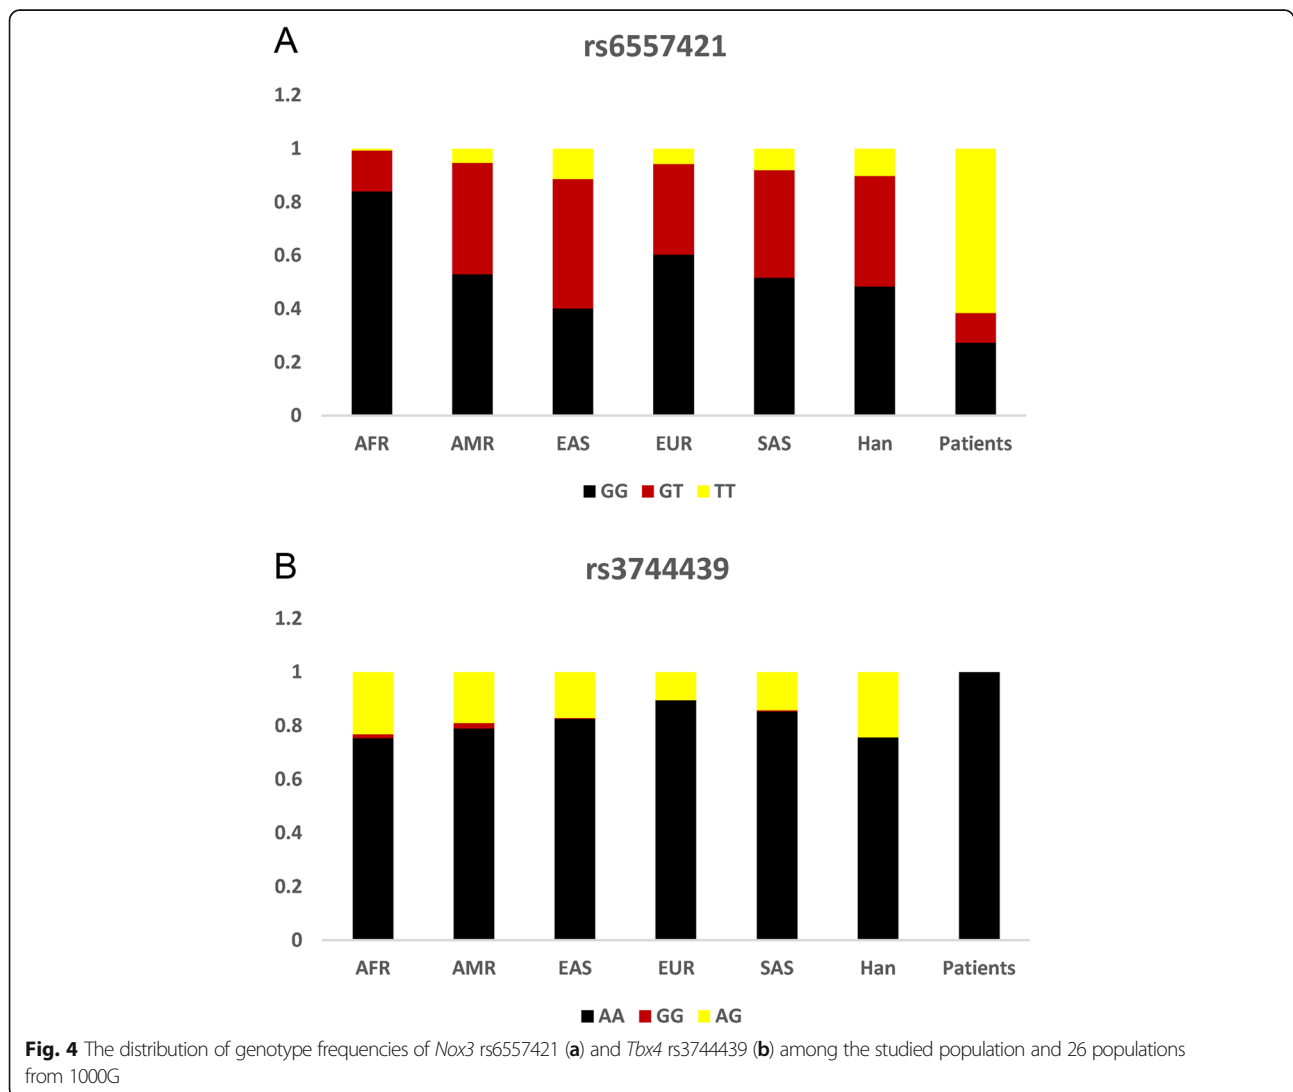 A
rs6557421
1.2
1
0.8
0.6
0.4
0.2
0
AFR AMR EAS EUR SAS Han Patients
GG GT TT
B
rs3744439
1.2
1
0.8
0.6
0.4
0.2
0
AFR AMR EAS EUR SAS Han Patients
AA GG AG
Fig. 4 The distribution of genotype frequencies of Nox3 rs6557421 (a) and Tbx4 rs3744439 (b) among the studied population and 26 populations
from 1000G